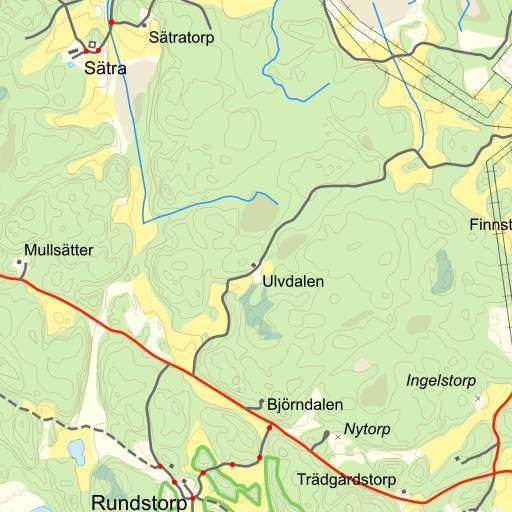 Sätratorp
Sätra
Finnst
Mullsätter
Ulvdalen
Ingelstorp
Björndalen
Nytorp
Trädgårdstorp
Rundstorp